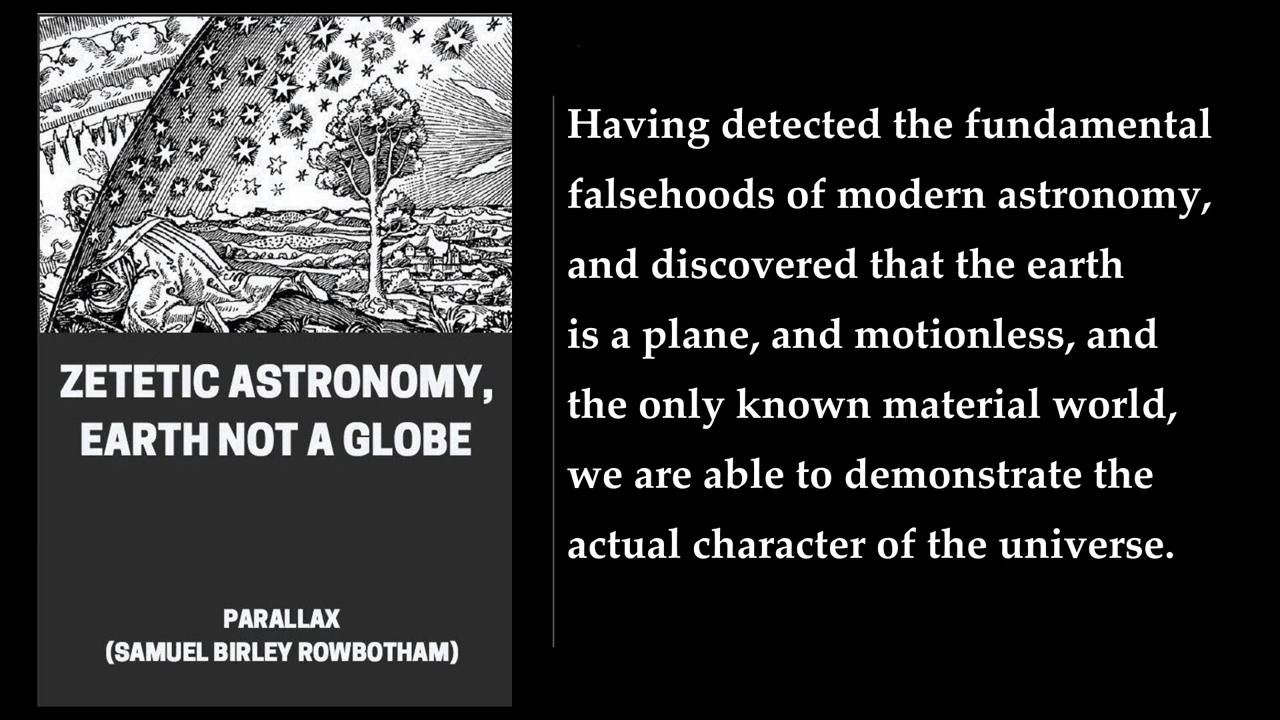 ZETETIC ASTRONOMY,
EARTH NOT A GLOBE
PARALLAX
(SAMUEL BIRLEY ROWBOTHAM)
Having detected the fundamental
falsehoods of modern astronomy,
and discovered that the earth
is a plane, and motionless, and
the only known material world,
we are able to demonstrate the
actual character of the universe.